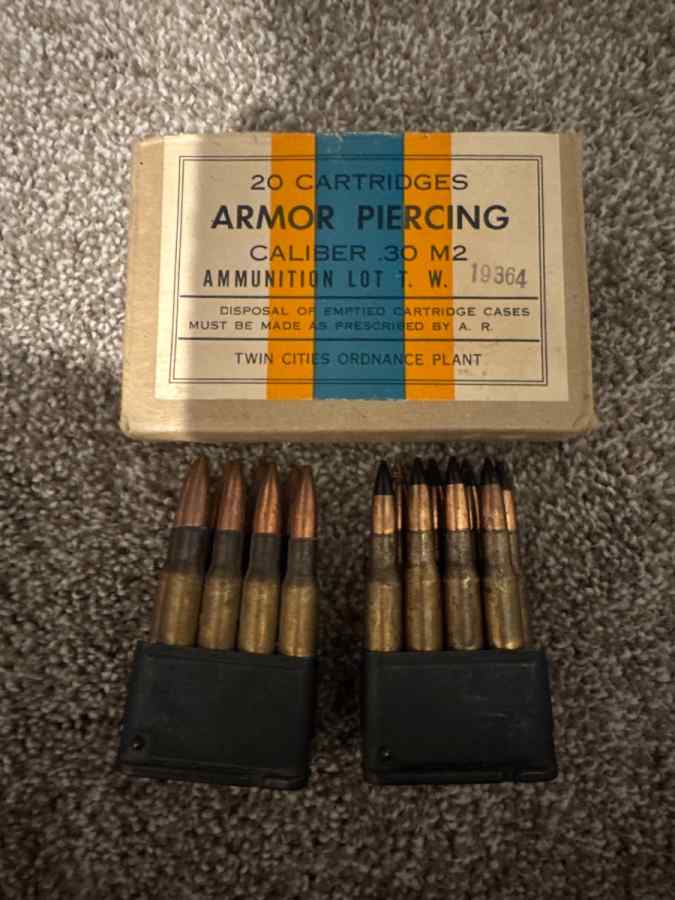 20 CARTRIDGES
ARMOR PIERCING
CALIBER .30 M2
AMMUNITION LOT T. W. 19364
DISPOSAL OF EMPTIED CARTRIDGE CASES
MUST BE MADE AS PRESCRIBED BY A. R.
TWIN CITIES ORDNANCE PLANT